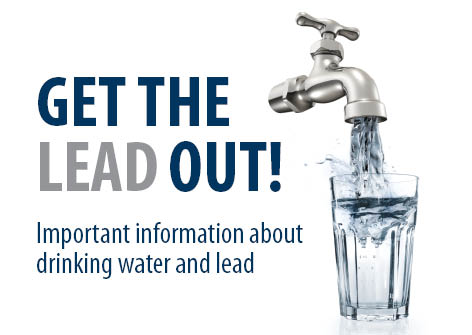 GET THE
LEAD OUT!
Important information about
drinking water and lead